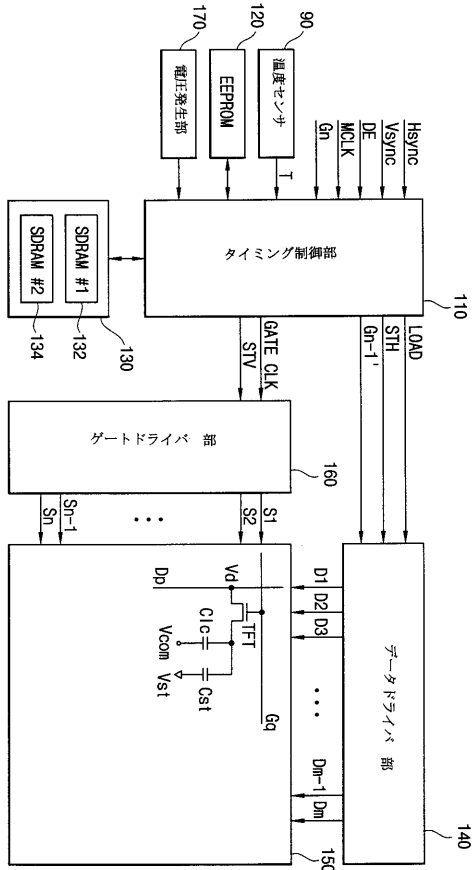 Hsync
Vsync
DE
MCLK
Gn
温度センサ
90
T
EEPROM
120
電圧発生部
170
タイミング制御部
110
SDRAM #1
132
SDRAM #2
134
130
LOAD
STH
Gn-1'
GATE CLK
STV
ゲートドライバ 部
160
S1
S2
Sn-1
Sn
データドライバ 部
140
D1
D2
D3
Dm-1
Dm
Gq
TFT
Vd
Dp
Clc
Cst
Vcom
Vst
150